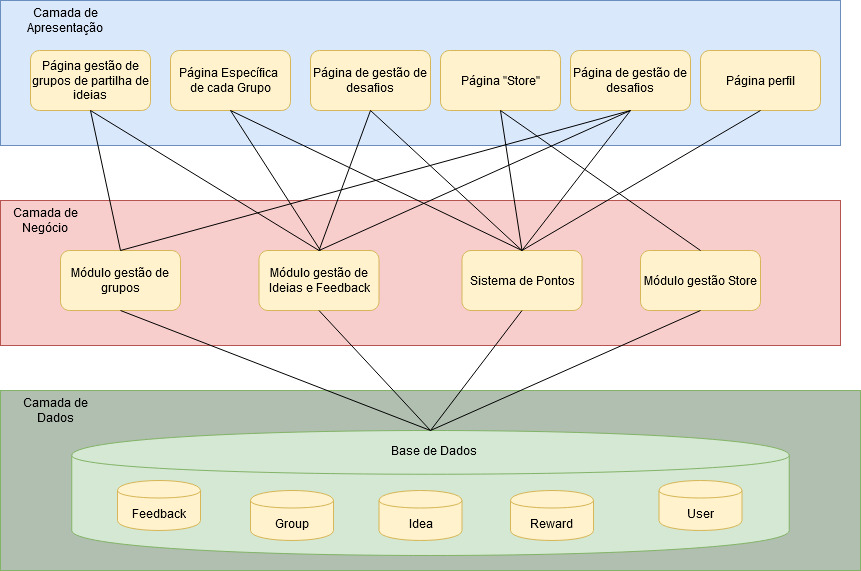 Camada de
Apresentação
Página gestão de
grupos de partilha de
ideias
Página Específica
de cada Grupo
Página de gestão de
desafios
Página "Store"
Página de gestão de
desafios
Página perfil
Camada de
Negócio
Módulo gestão de
grupos
Módulo gestão de
Ideias e Feedback
Sistema de Pontos
Módulo gestão Store
Camada de
Dados
Base de Dados
Feedback
Group
Idea
Reward
User